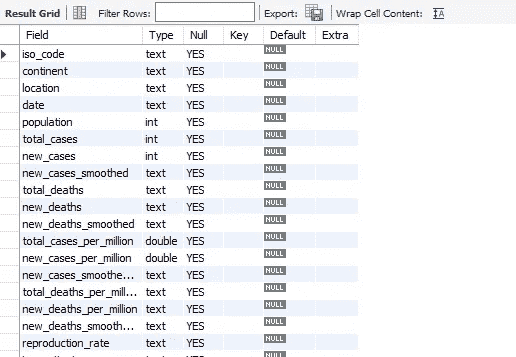 Result Grid Filter Rows: Export: Wrap Cell Content: IA
Field Type Null Key Default Extra
iso_code text YES NULL
continent text YES NULL
location text YES NULL
date text YES NULL
population int YES NULL
total_cases int YES NULL
new_cases int YES NULL
new_cases_smoothed text YES NULL
total_deaths text YES NULL
new_deaths text YES NULL
new_deaths_smoothed text YES NULL
total_cases_per_million double YES NULL
new_cases_per_million double YES NULL
new_cases_smoothe... text YES NULL
total_deaths_per_mill... text YES NULL
new_deaths_per_million text YES NULL
new_deaths_smooth... text YES NULL
reproduction_rate text YES NULL